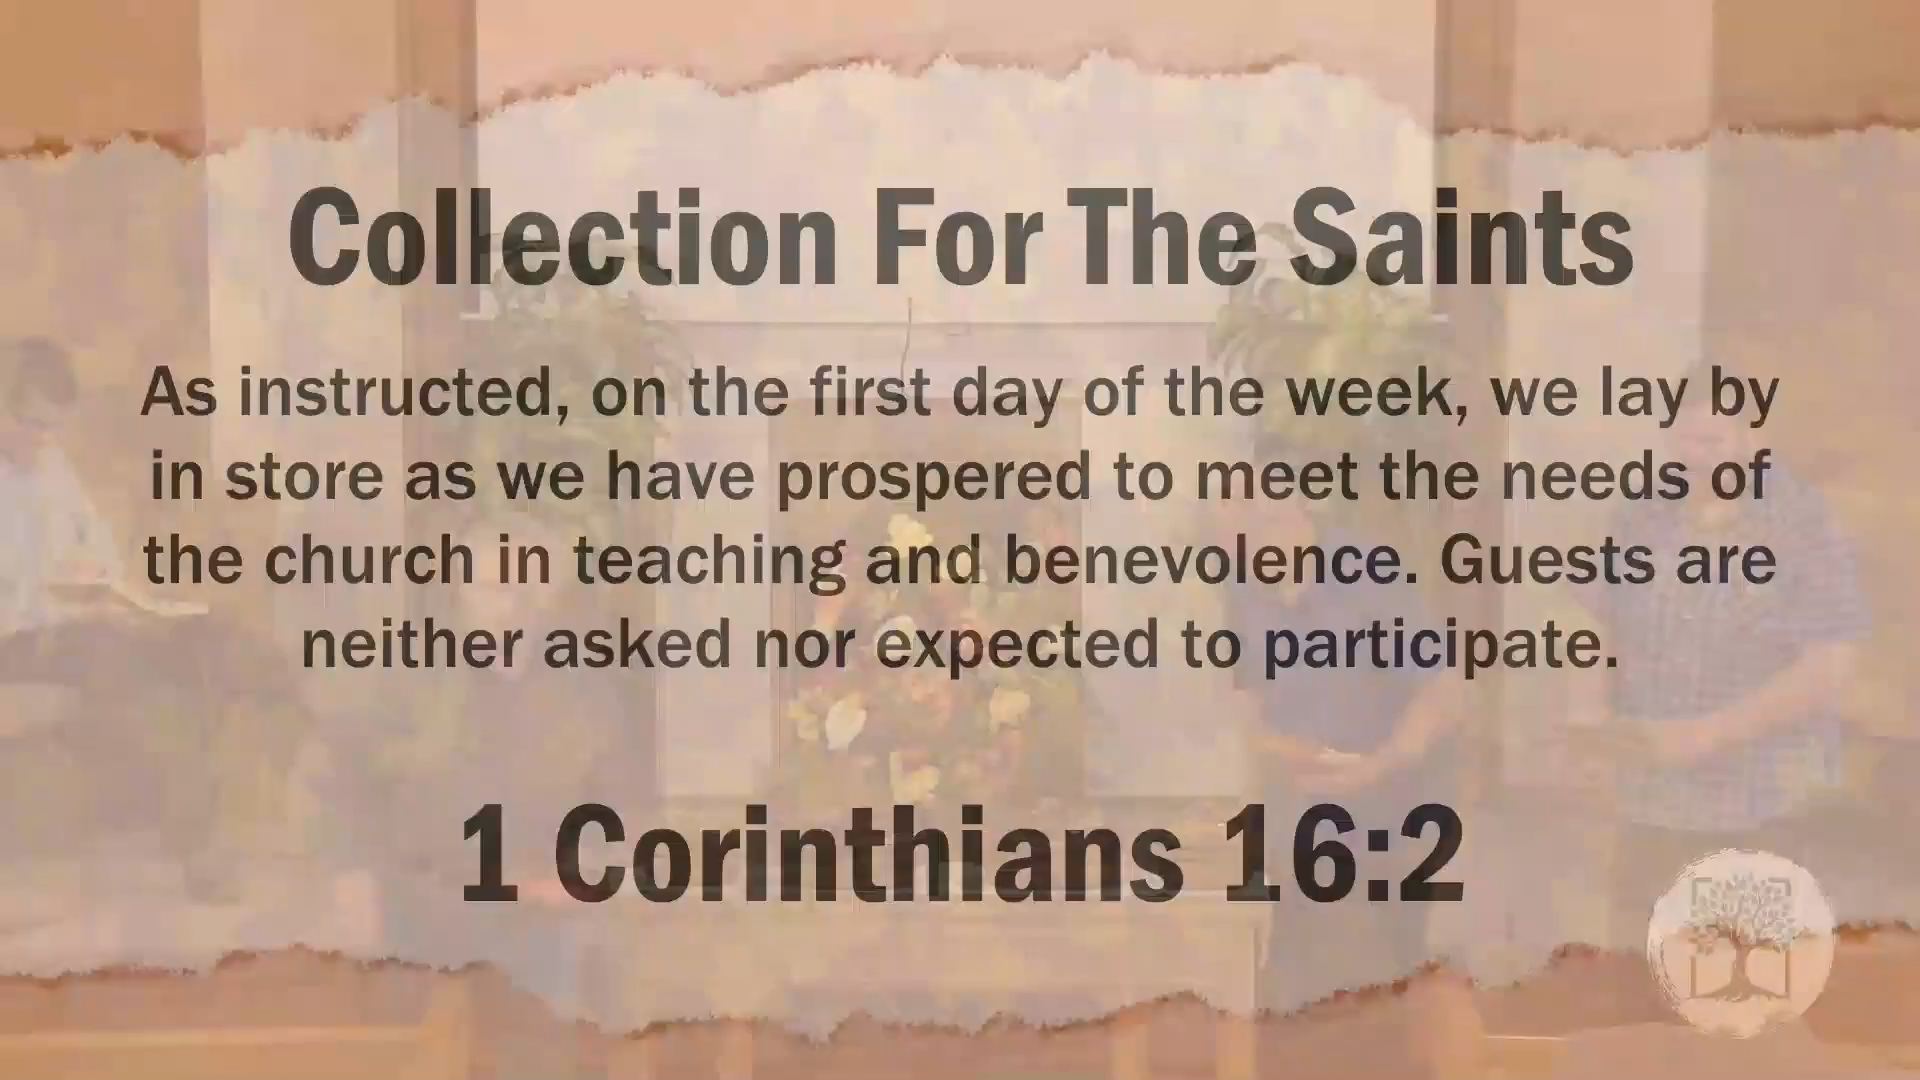 Collection For The Saints
As instructed, on the first day of the week, we lay by
in store as we have prospered to meet the needs of
the church in teaching and benevolence. Guests are
neither asked nor expected to participate.
1 Corinthians 16:2